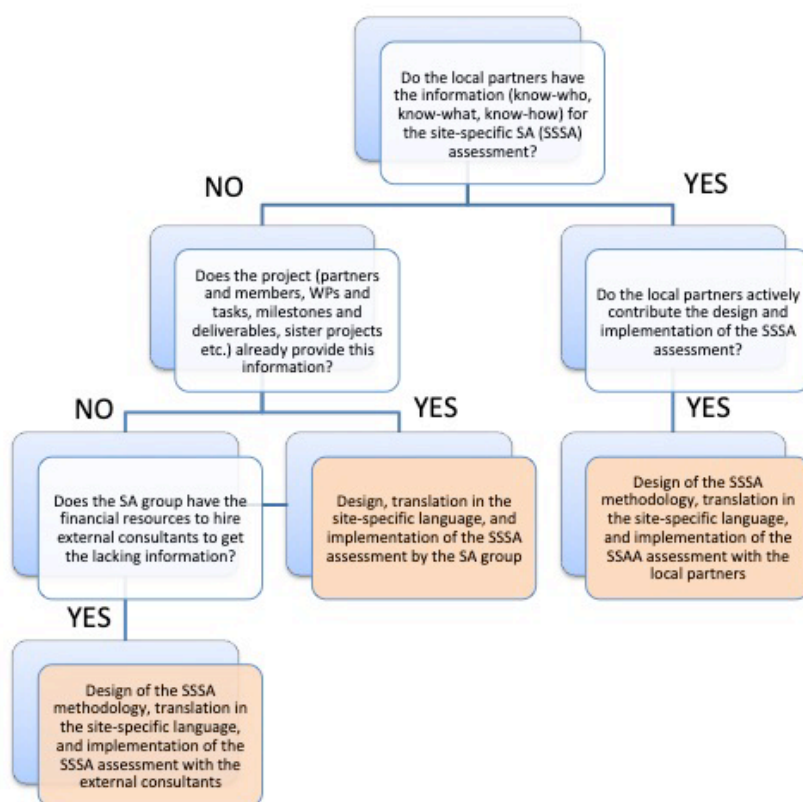 Do the local partners have
the information (know-who,
know-what, know-how) for
the site-specific SA (SSSA)
assessment?
NO
YES
Does the project (partners
and members, WPs and
tasks, milestones and
deliverables, sister projects
etc.) already provide this
information?
Do the local partners actively
contribute the design and
implementation of the SSSA
assessment?
NO
YES
YES
Does the SA group have the
financial resources to hire
external consultants to get
the lacking information?
Design, translation in the
site-specific language, and
implementation of the SSSA
assessment by the SA group
Design of the SSSA
methodology, translation in
the site-specific language,
and implementation of the
SSAA assessment with the
local partners
YES
Design of the SSSA
methodology, translation in
the site-specific language,
and implementation of the
SSSA assessment with the
external consultants